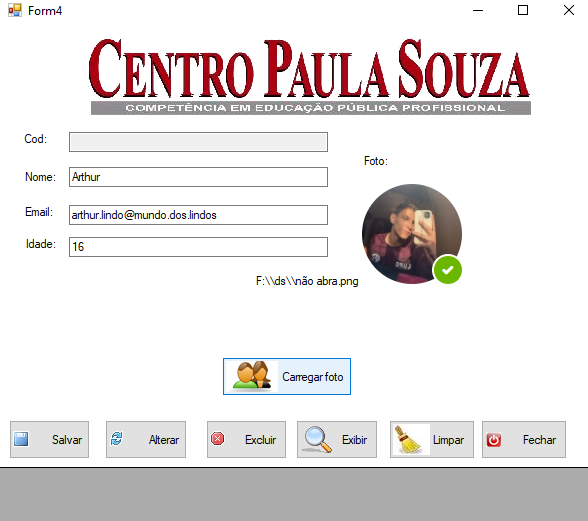 Form4
CENTRO PAULA SOUZA
COMPETÊNCIA EM EDUCAÇÃO PÚBLICA PROFISSIONAL
Cod:
Foto:
Nome: Arthur
Email: arthur.lindo@mundo.dos.lindos
Idade: 16
F:\\ds\\não abra.png
Carregar foto
Salvar Alterar Excluir Exibir Limpar Fechar